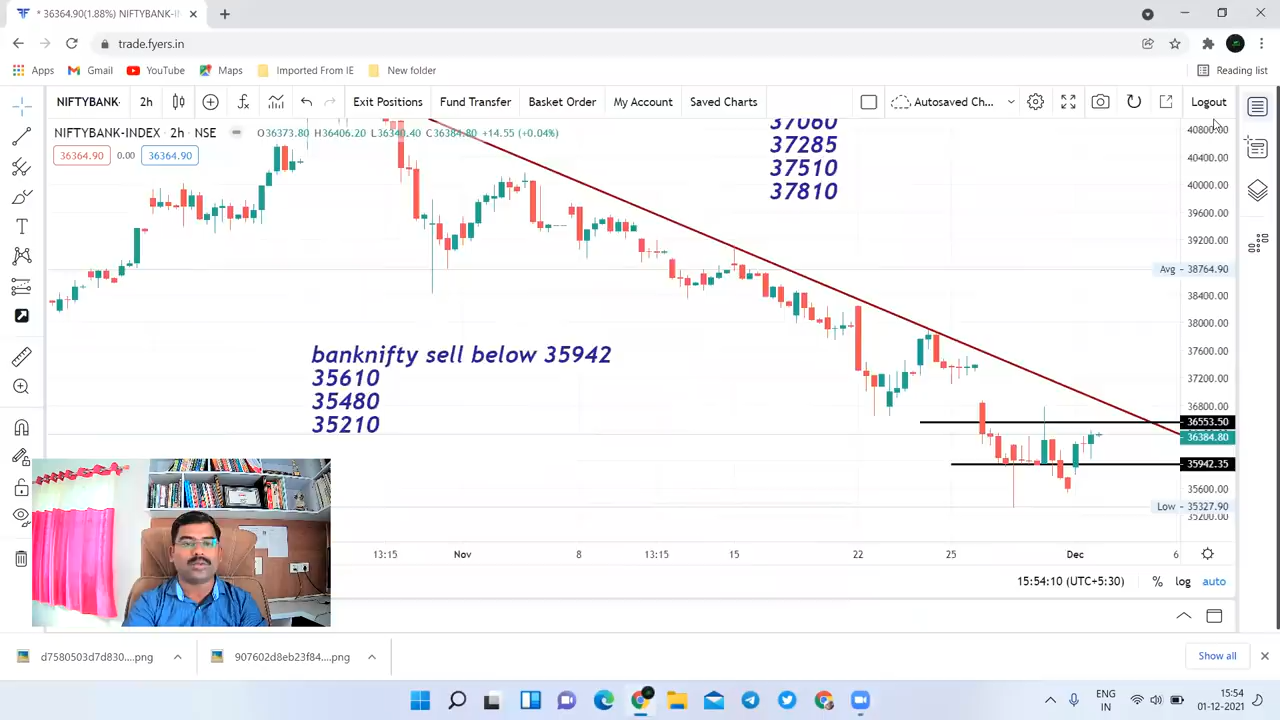 * 36364.90(1.88%) NIFTYBANK-IN
trade.fyers.in
Apps Gmail YouTube Maps Imported From IE New folder Reading list
NIFTYBANK- 2h Exit Positions Fund Transfer Basket Order My Account Saved Charts Autosaved Ch... Logout
NIFTYBANK-INDEX 2h NSE O36373.80 H36406.20 L36340.40 C36384.80 +14.55 (+0.04%)
36364.90 0.00 36364.90
37060
37285
37510
37810
banknifty sell below 35942
35610
35480
35210
40800.00
40400.00
40000.00
39600.00
39200.00
Avg 38764.90
38400.00
38000.00
37600.00
37200.00
36800.00
36553.50
36384.80
35942.35
35600.00
Low 35327.90
35200.00
13:15 Nov 8 13:15 15 22 25 Dec 6
15:54:10 (UTC+5:30) % log auto
d7580503d7d830....png 907602d8eb23f84....png Show all
ENG
IN
15:54
01-12-2021